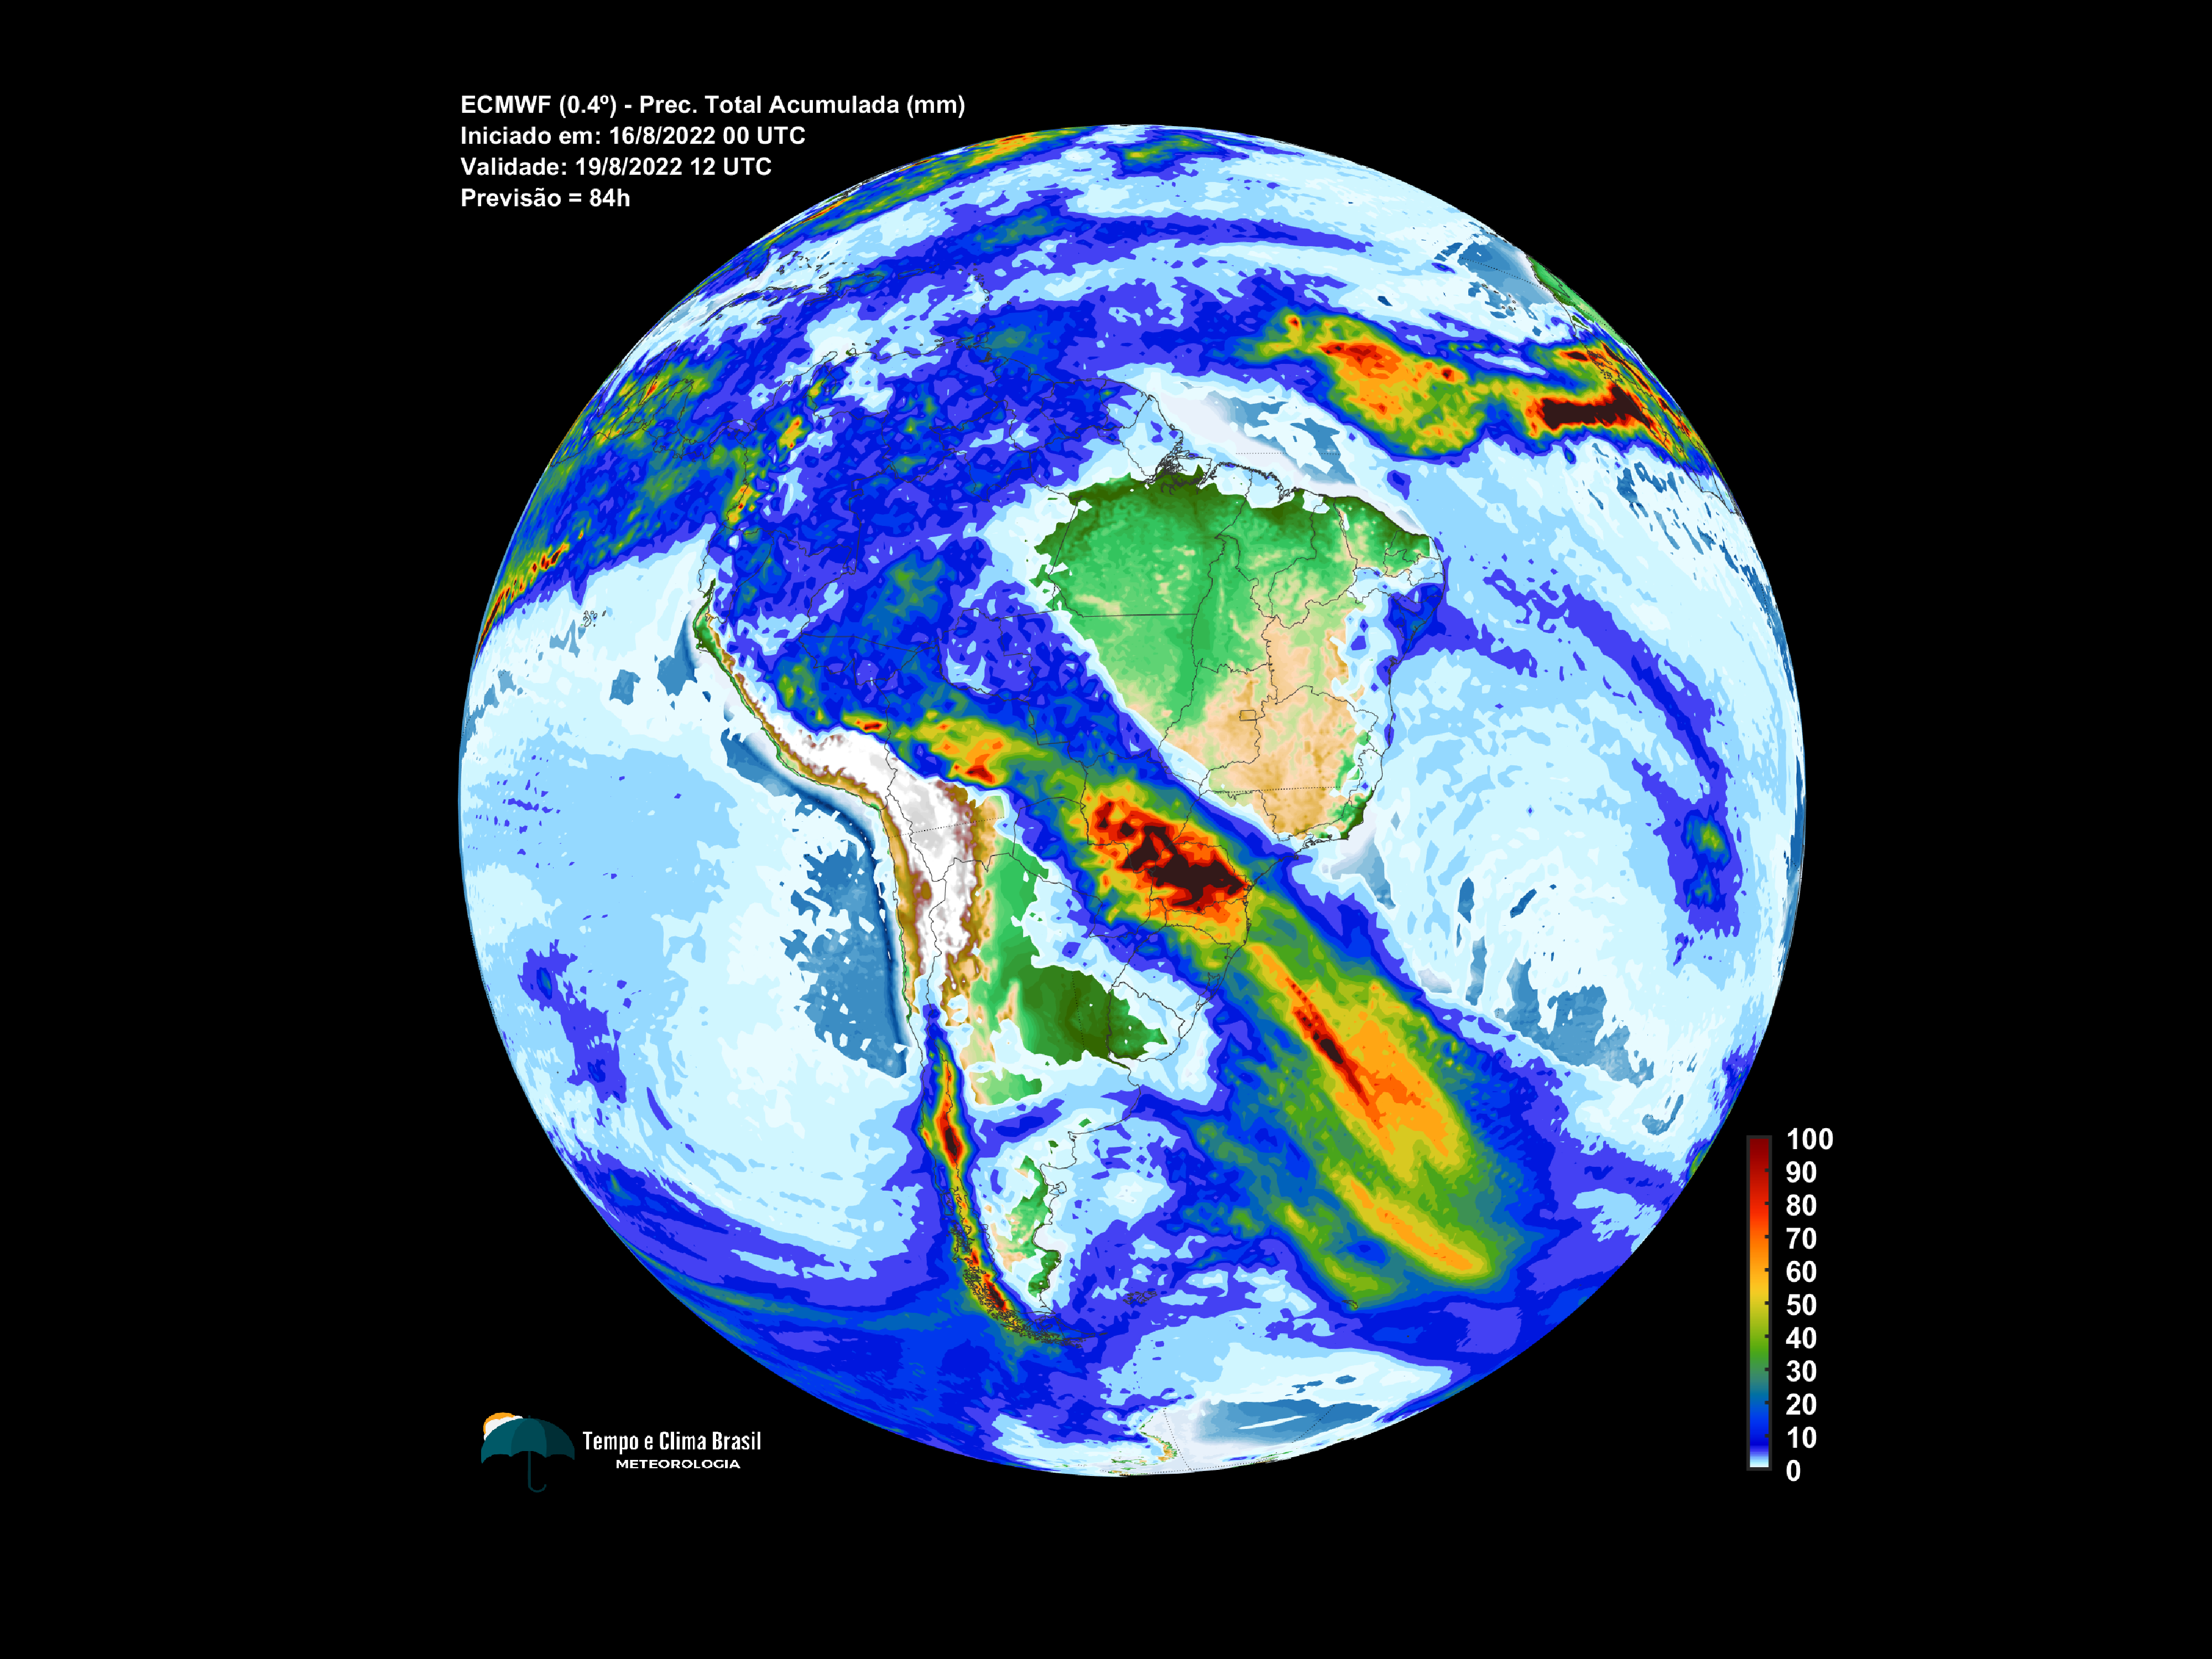 ECMWF (0.4º) - Prec. Total Acumulada (mm)
Iniciado em: 16/8/2022 00 UTC
Validade: 19/8/2022 12 UTC
Previsão = 84h
100
90
80
70
60
50
40
30
20
10
0
Tempo e Clima Brasil
METEOROLOGIA